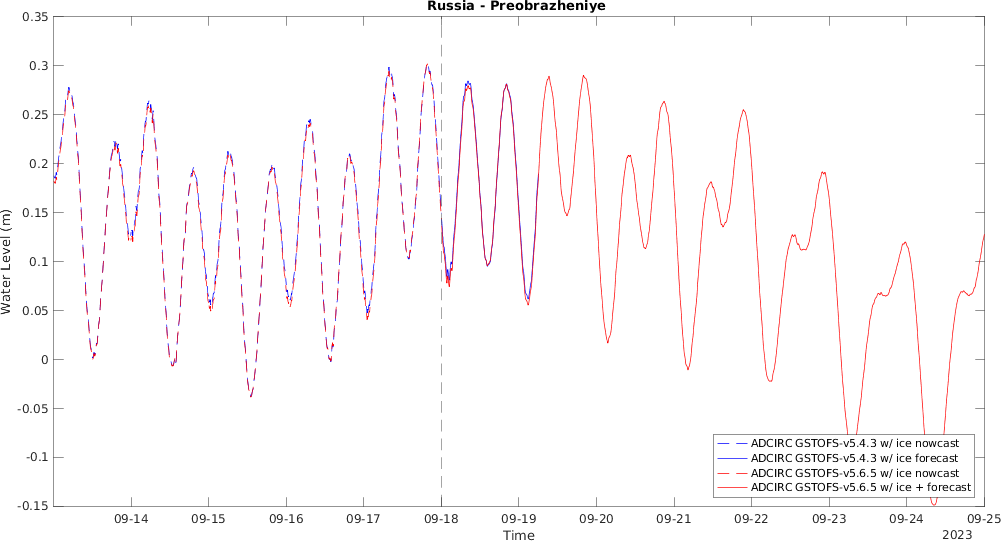 Russia - Preobrazheniye
Water Level (m)
0.35
0.3
0.25
0.2
0.15
0.1
0.05
0
-0.05
-0.1
-0.15
ADCIRC GSTOFS-v5.4.3 w/ ice nowcast
ADCIRC GSTOFS-v5.4.3 w/ ice forecast
ADCIRC GSTOFS-v5.6.5 w/ ice nowcast
ADCIRC GSTOFS-v5.6.5 w/ ice + forecast
09-14 09-15 09-16 09-17 09-18 09-19 09-20 09-21 09-22 09-23 09-24 09-25
Time
2023